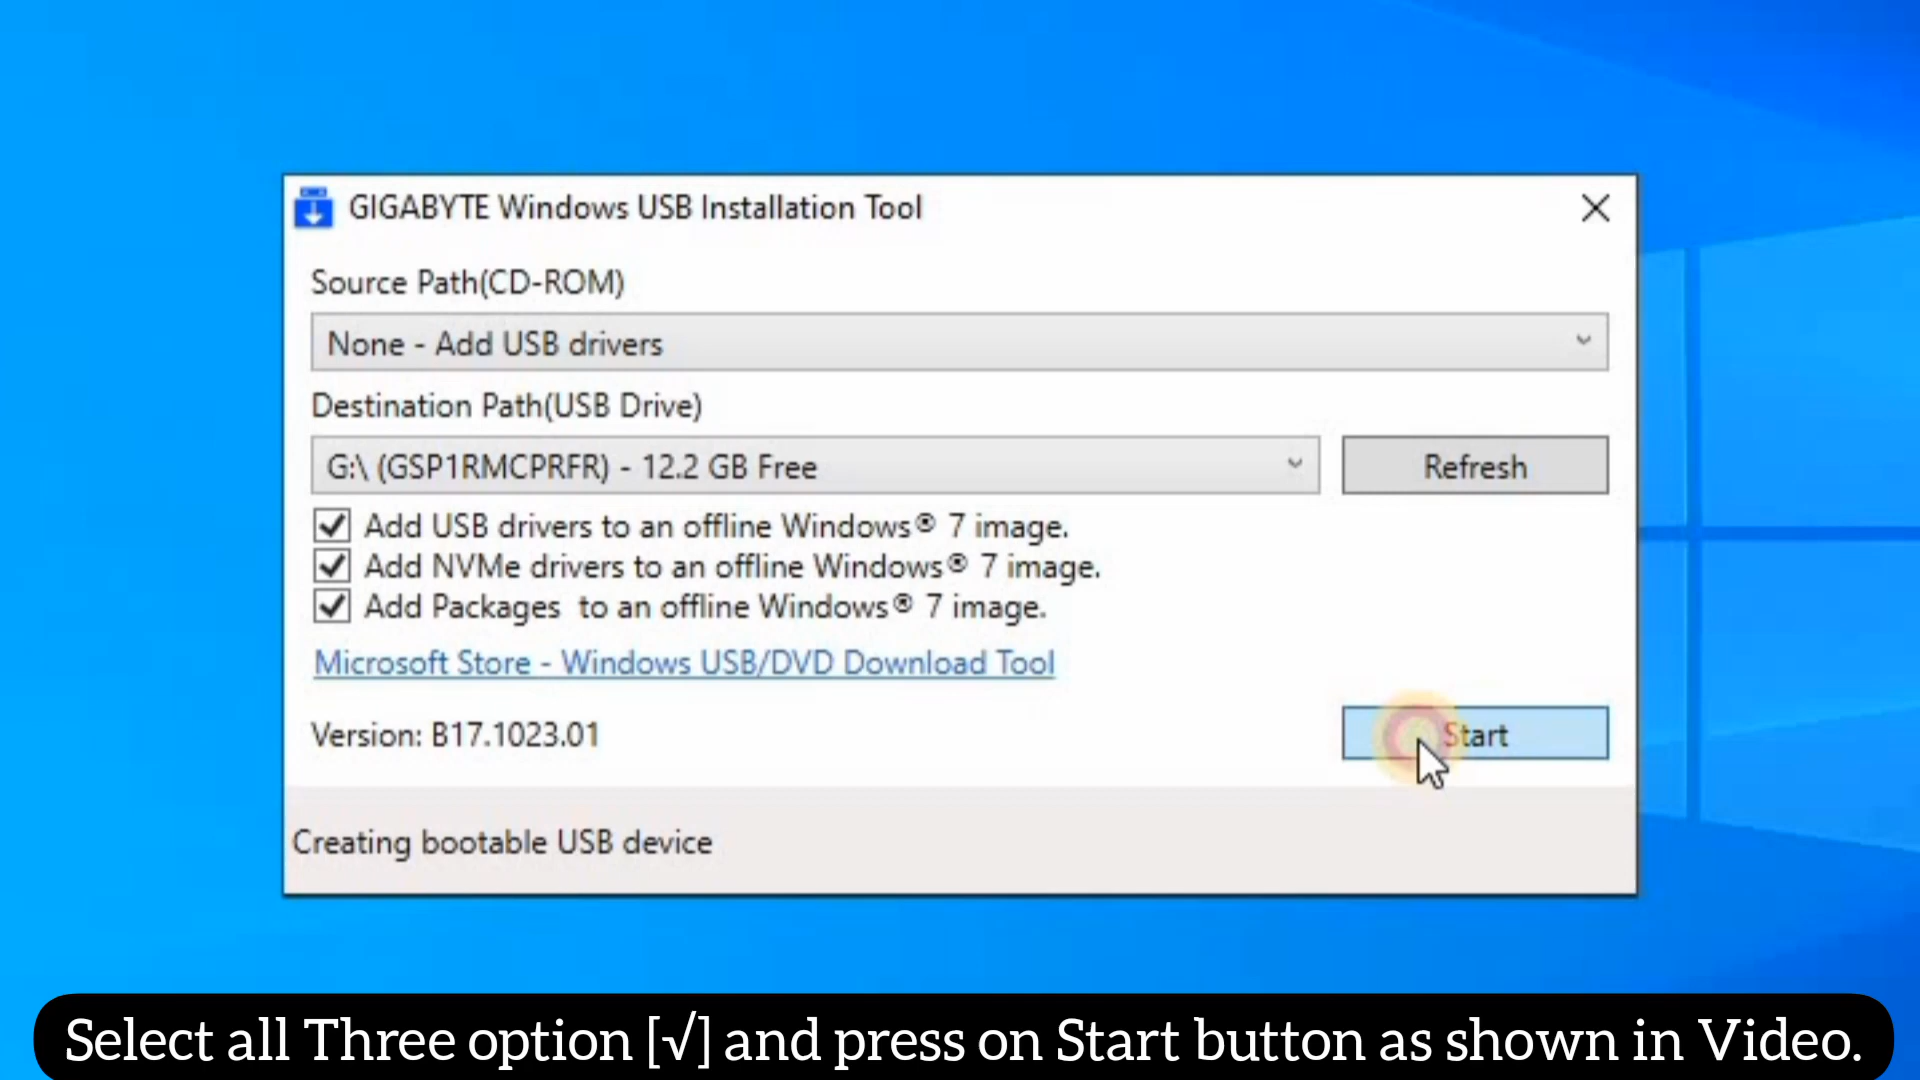 GIGABYTE Windows USB Installation Tool
Source Path(CD-ROM)
None - Add USB drivers
Destination Path(USB Drive)
G:\ (GSP1RMCPRFR) - 12.2 GB Free
Refresh
Add USB drivers to an offline Windows® 7 image.
Add NVMe drivers to an offline Windows® 7 image.
Add Packages  to an offline Windows® 7 image.
Microsoft Store - Windows USB/DVD Download Tool
Version: B17.1023.01
Start
Creating bootable USB device
Select all Three option [√] and press on Start button as shown in Video.